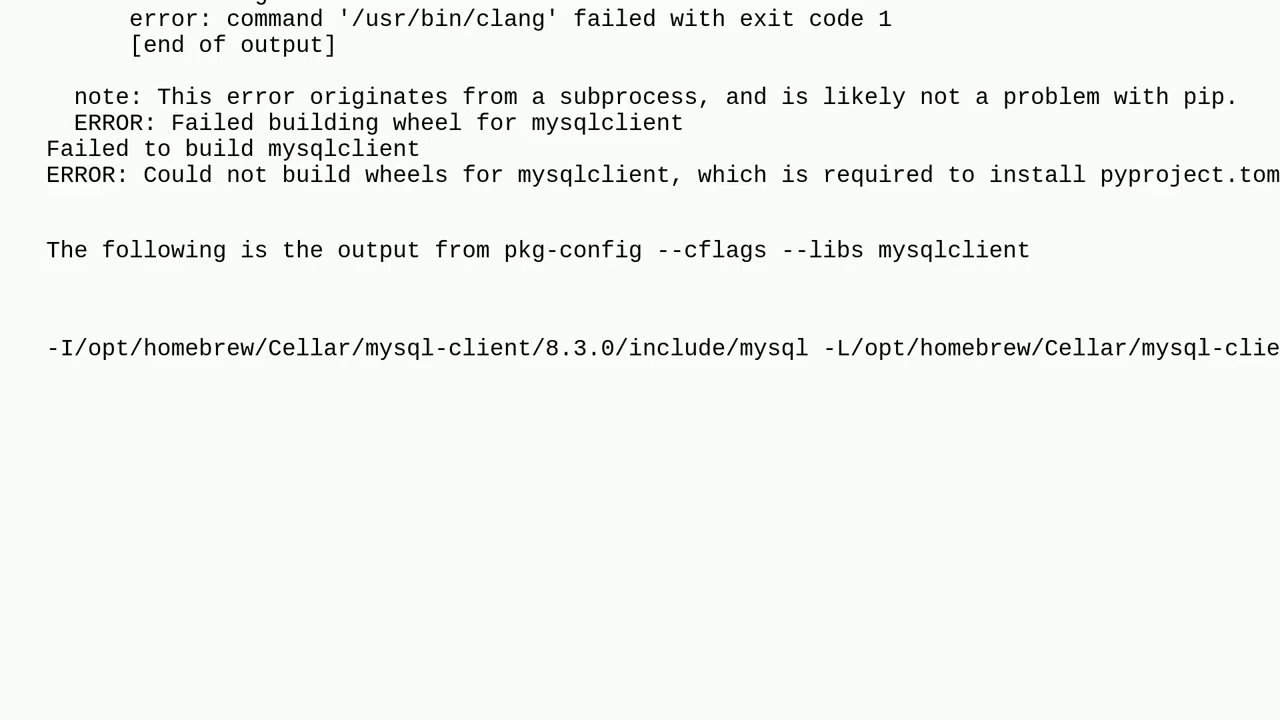 error: command '/usr/bin/clang' failed with exit code 1
[end of output]
note: This error originates from a subprocess, and is likely not a problem with pip.
ERROR: Failed building wheel for mysqlclient
Failed to build mysqlclient
ERROR: Could not build wheels for mysqlclient, which is required to install pyproject.tom
The following is the output from pkg-config --cflags --libs mysqlclient
-I/opt/homebrew/Cellar/mysql-client/8.3.0/include/mysql -L/opt/homebrew/Cellar/mysql-clie